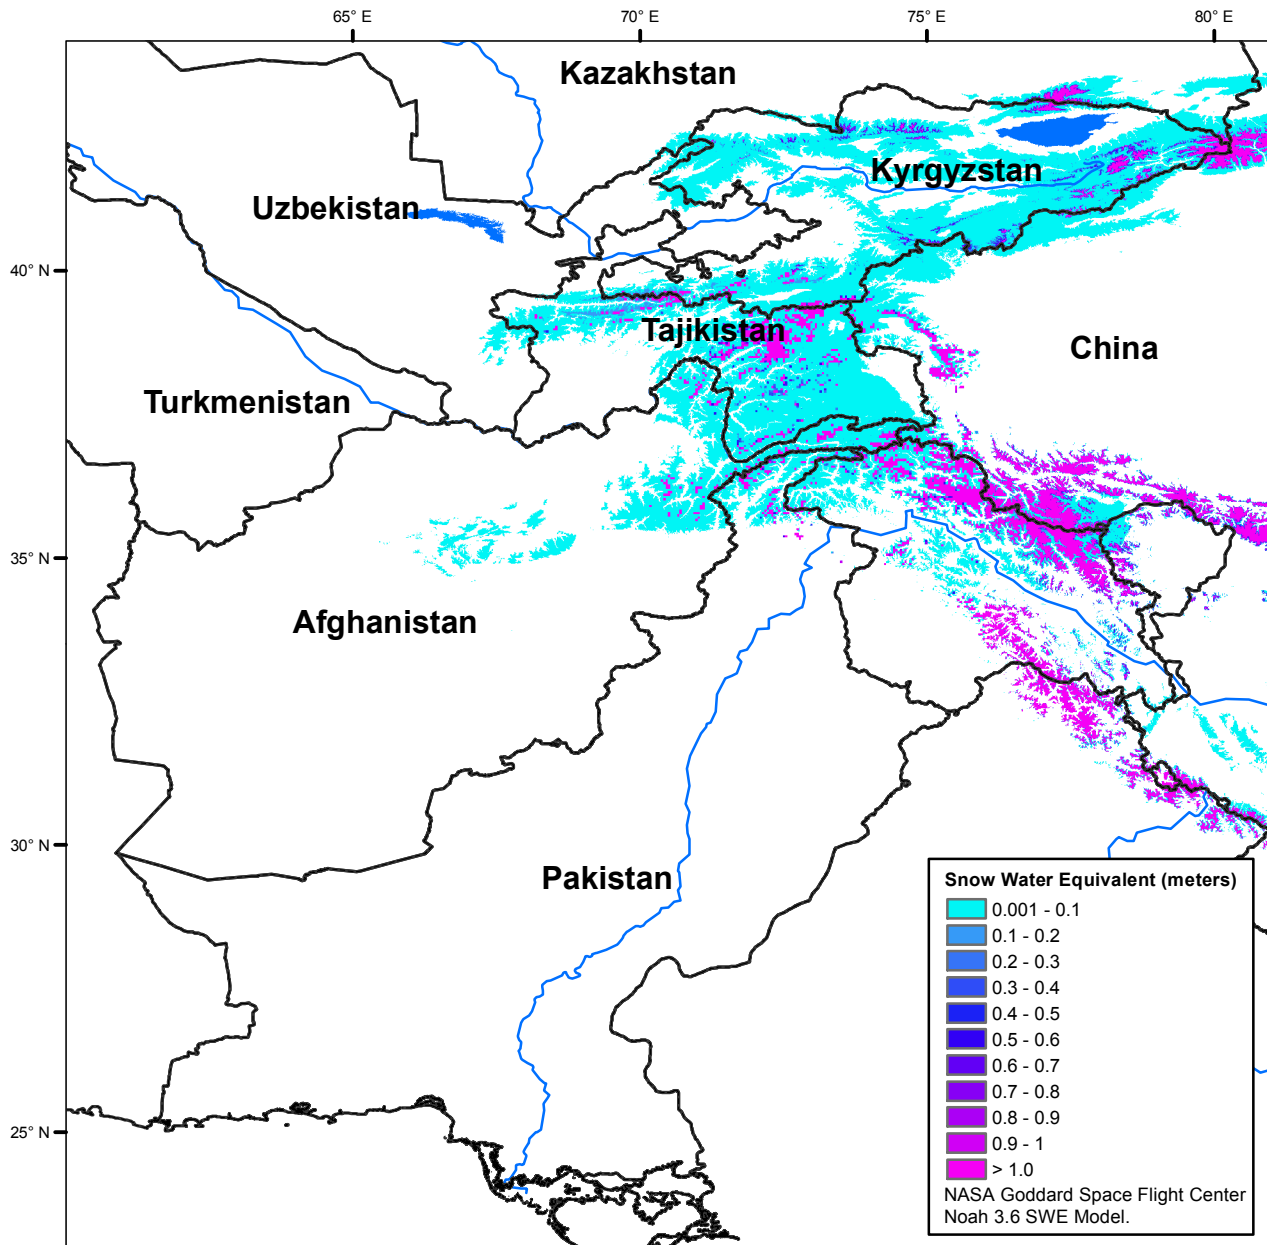 65° E
70° E
75° E
80° E
Kazakhstan
Kyrgyzstan
Uzbekistan
40° N
Tajikistan
China
Turkmenistan
35° N
Afghanistan
30° N
Pakistan
25° N
Snow Water Equivalent (meters)
0.001 - 0.1
0.1 - 0.2
0.2 - 0.3
0.3 - 0.4
0.4 - 0.5
0.5 - 0.6
0.6 - 0.7
0.7 - 0.8
0.8 - 0.9
0.9 - 1
> 1.0
NASA Goddard Space Flight Center
Noah 3.6 SWE Model.